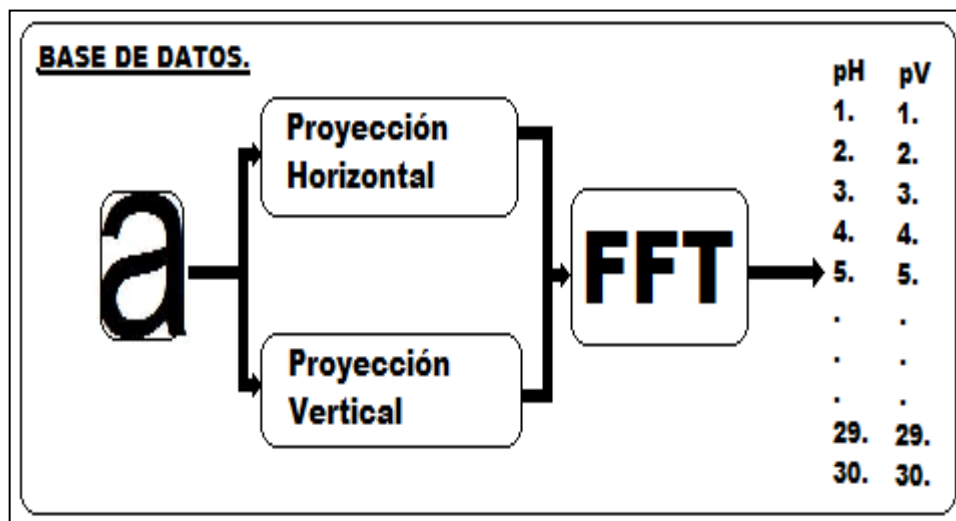 BASE DE DATOS.
a
Proyección
Horizontal
Proyección
Vertical
FFT
pH pV
1. 1.
2. 2.
3. 3.
4. 4.
5. 5.
. .
. .
. .
29. 29.
30. 30.